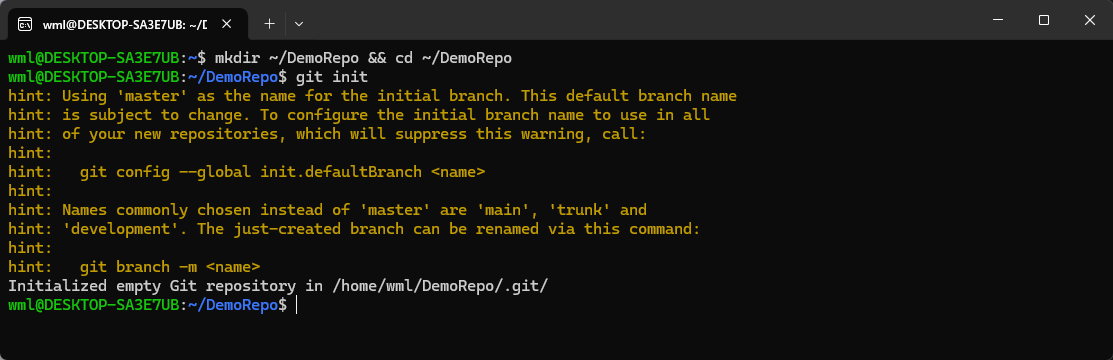 wml@DESKTOP-SA3E7UB: ~/D
wml@DESKTOP-SA3E7UB:~$ mkdir ~/DemoRepo && cd ~/DemoRepo
wml@DESKTOP-SA3E7UB:~/DemoRepo$ git init
hint: Using 'master' as the name for the initial branch. This default branch name
hint: is subject to change. To configure the initial branch name to use in all
hint: of your new repositories, which will suppress this warning, call:
hint:
hint:   git config --global init.defaultBranch <name>
hint:
hint: Names commonly chosen instead of 'master' are 'main', 'trunk' and
hint: 'development'. The just-created branch can be renamed via this command:
hint:
hint:   git branch -m <name>
Initialized empty Git repository in /home/wml/DemoRepo/.git/
wml@DESKTOP-SA3E7UB:~/DemoRepo$